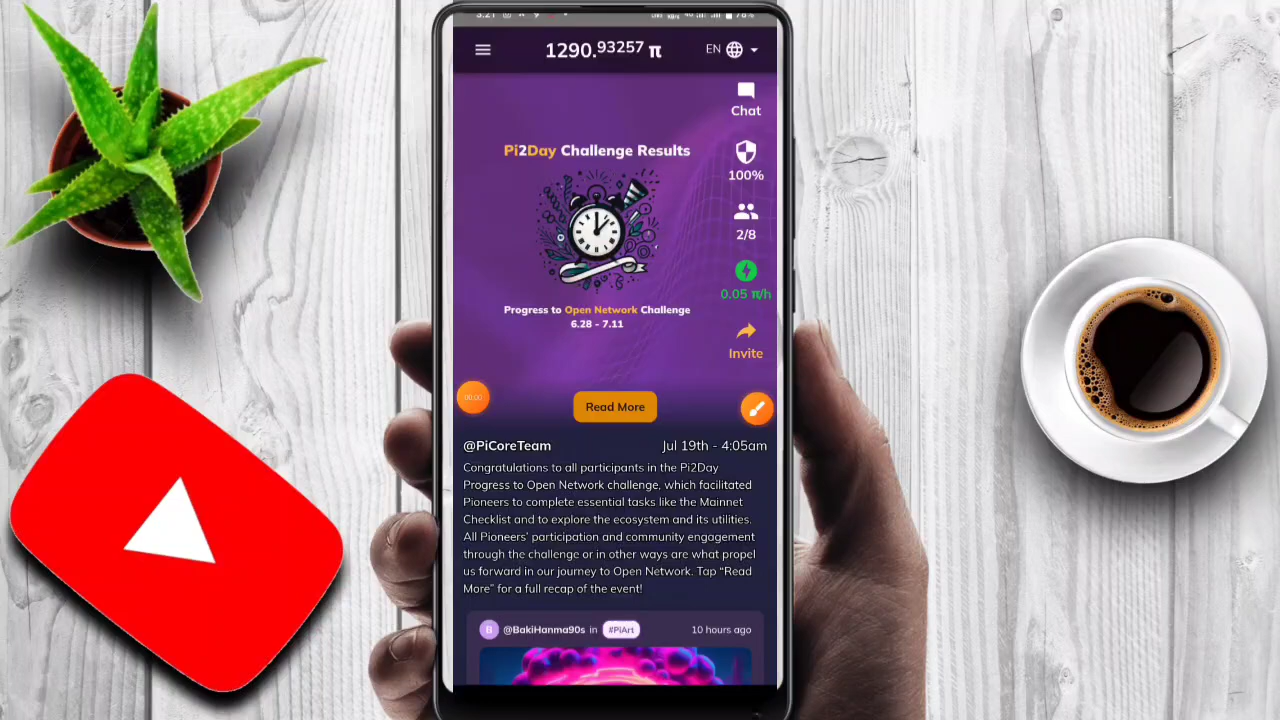 3:21
78%
1290.93257 π
EN
Chat
Pi2Day Challenge Results
100%
2/8
0.05 π/h
Progress to Open Network Challenge
6.28 - 7.11
Invite
00:00
Read More
@PiCoreTeam
Jul 19th - 4:05am
Congratulations to all participants in the Pi2Day
Progress to Open Network challenge, which facilitated
Pioneers to complete essential tasks like the Mainnet
Checklist and to explore the ecosystem and its utilities.
All Pioneers’ participation and community engagement
through the challenge or in other ways are what propel
us forward in our journey to Open Network. Tap “Read
More” for a full recap of the event!
B @BakiHanma90s in #PiArt
10 hours ago